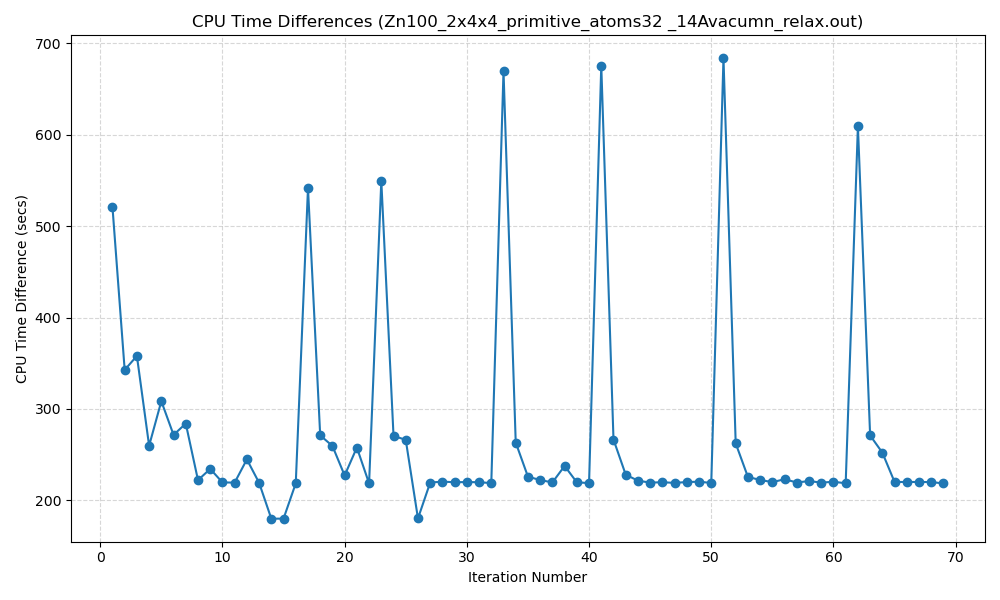 CPU Time Differences (Zn100_2x4x4_primitive_atoms32 _14Avacumn_relax.out)
CPU Time Difference (secs)
700
600
500
400
300
200
0 10 20 30 40 50 60 70
Iteration Number